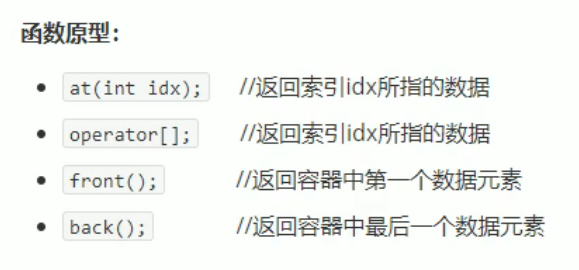 函数原型：
at(int idx); //返回索引idx所指的数据
operator[]; //返回索引idx所指的数据
front(); //返回容器中第一个数据元素
back(); //返回容器中最后一个数据元素